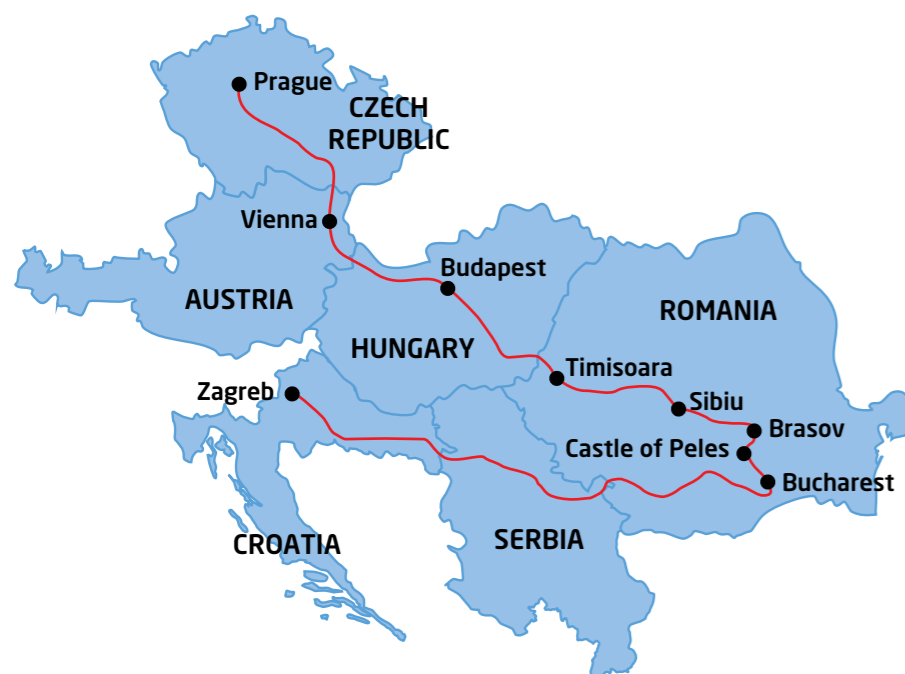 Prague
CZECH
REPUBLIC
Vienna
Budapest
AUSTRIA
ROMANIA
HUNGARY
Timisoara
Zagreb
Sibiu
Brasov
Castle of Peles
Bucharest
SERBIA
CROATIA